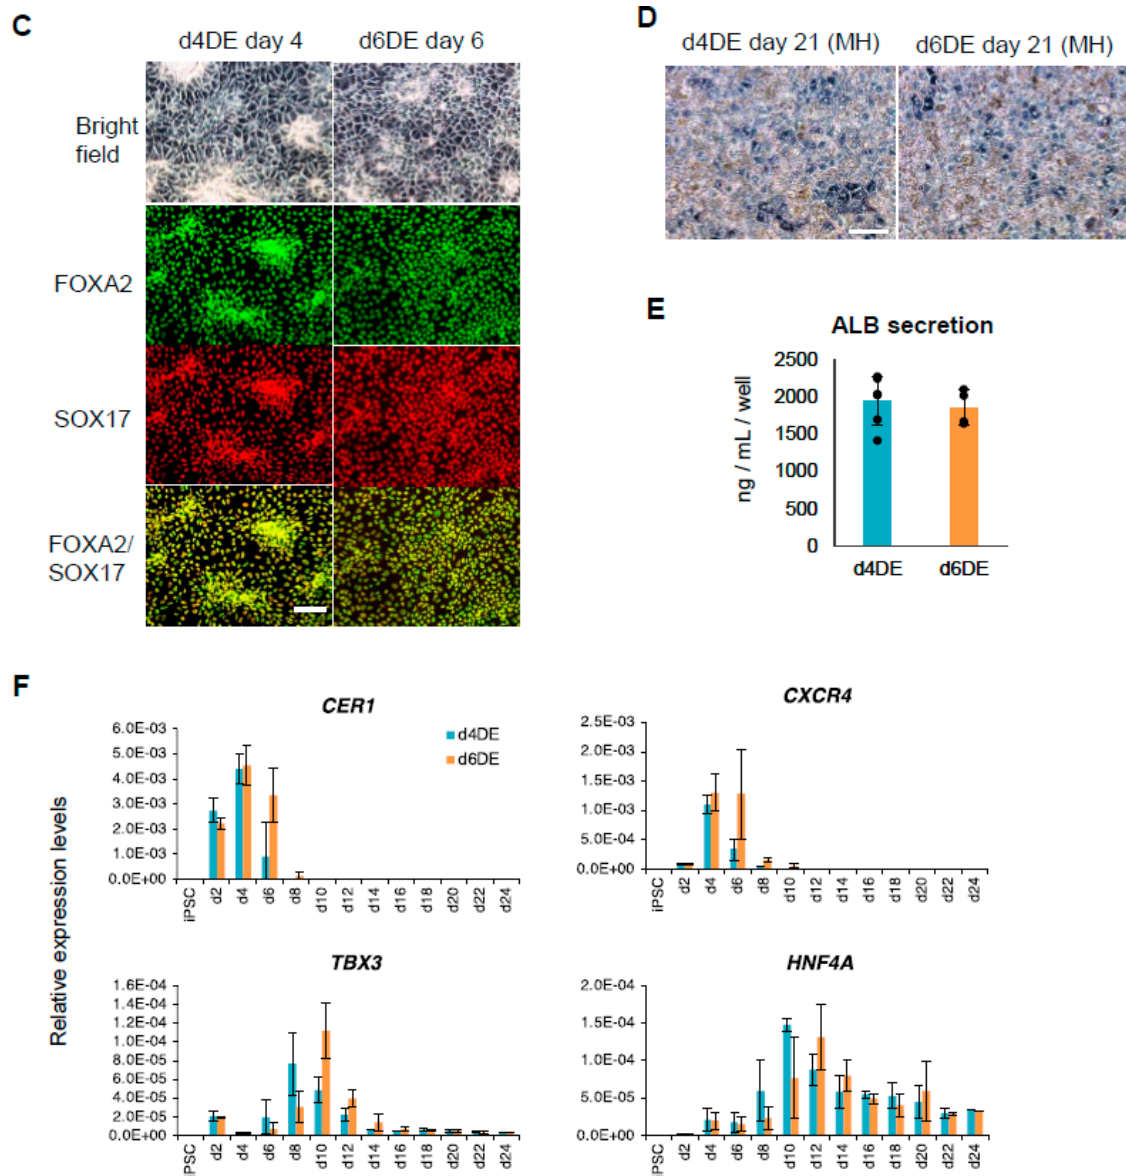 C
d4DE day 4
d6DE day 6
Bright
field
FOXA2
SOX17
FOXA2/
SOX17
D
d4DE day 21 (MH)
d6DE day 21 (MH)
E
ALB secretion
ng / mL / well
2500
2000
1500
1000
500
0
d4DE
d6DE
F
Relative expression levels
CER1
6.0E-03
5.0E-03
4.0E-03
3.0E-03
2.0E-03
1.0E-03
0.0E+00
d4DE
d6DE
iPSC
d2
d4
d6
d8
d10
d12
d14
d16
d18
d20
d22
d24
CXCR4
2.5E-03
2.0E-03
1.5E-03
1.0E-03
5.0E-04
0.0E+00
iPSC
d2
d4
d6
d8
d10
d12
d14
d16
d18
d20
d22
d24
TBX3
1.6E-04
1.4E-04
1.2E-04
1.0E-04
8.0E-05
6.0E-05
4.0E-05
2.0E-05
0.0E+00
iPSC
d2
d4
d6
d8
d10
d12
d14
d16
d18
d20
d22
d24
HNF4A
2.0E-04
1.5E-04
1.0E-04
5.0E-05
0.0E+00
iPSC
d2
d4
d6
d8
d10
d12
d14
d16
d18
d20
d22
d24